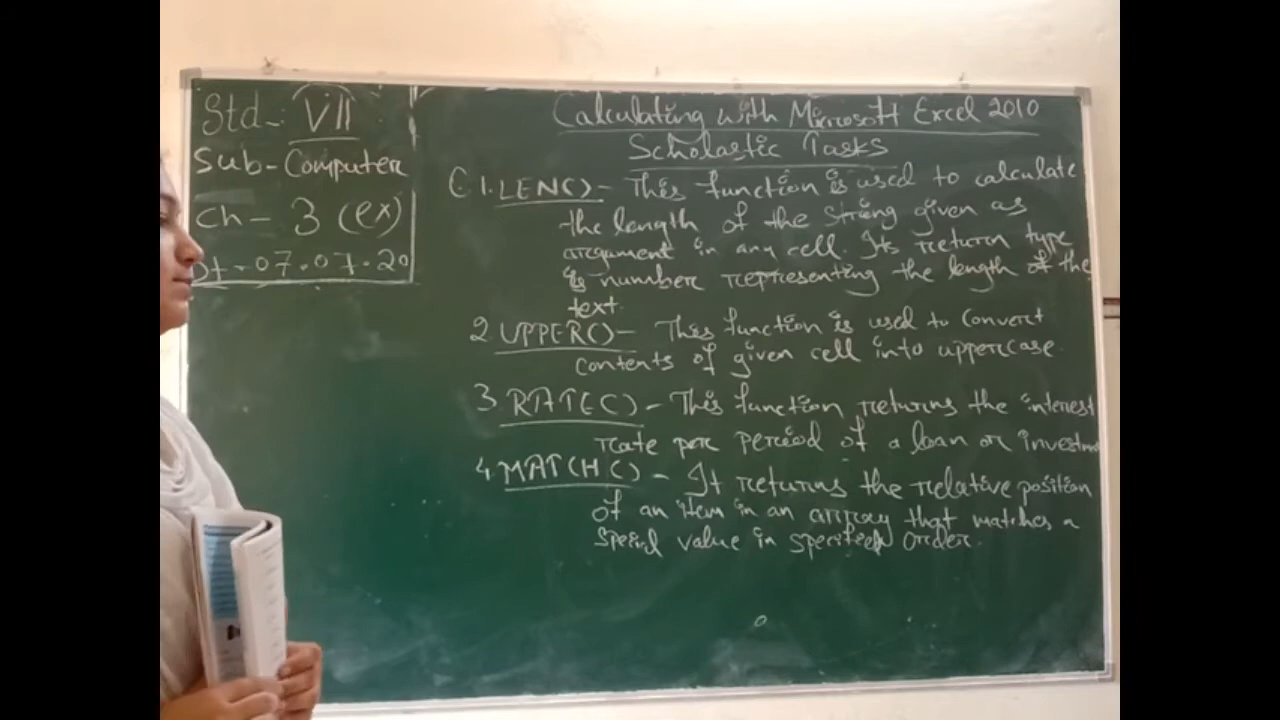 Std - VII
Sub - Computer
Ch - 3 (ex)
Dt - 07.07.20
Calculating with Microsoft Excel 2010
Scholastic Tasks
C. 1. LEN() - This function is used to calculate
the length of the string given as
argument in any cell. Its return type
is number representing the length of the
text.
2. UPPER() - This function is used to convert
contents of given cell into uppercase.
3. RATE() - This function returns the interest
rate per period of a loan or investm
4. MATCH() - It returns the relative position
of an item in an array that matches a
value in specified order.